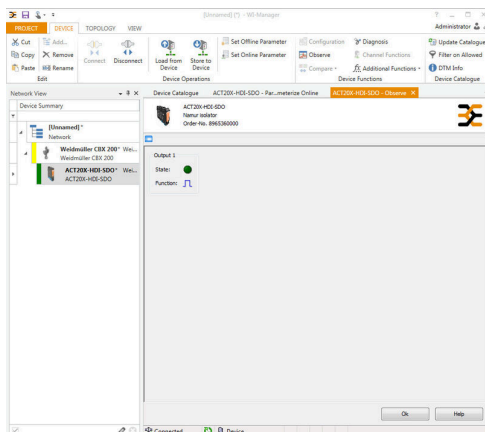 [Unnamed] (*) - WI-Manager
PROJECT DEVICE TOPOLOGY VIEW
Administrator
Cut
Copy
Paste
Add...
Remove
Rename
Edit
Connect
Disconnect
Load from Device
Store to Device
Set Offline Parameter
Set Online Parameter
Device Operations
Configuration
Observe
Compare
Diagnosis
Channel Functions
Additional Functions
Device Functions
Update Catalogue
Filter on Allowed
DTM Info
Device Catalogue
Network View
Device Summary
[Unnamed]*
Network
Weidmüller CBX 200* Wei...
Weidmüller CBX 200
ACT20X-HDI-SDO* Wei...
ACT20X-HDI-SDO
Device Catalogue ACT20X-HDI-SDO - Par...meterize Online ACT20X-HDI-SDO - Observe
ACT20X-HDI-SDO
Namur isolator
Order-No. 8965360000
Output 1
State:
Function:
Ok Help
Connected Device